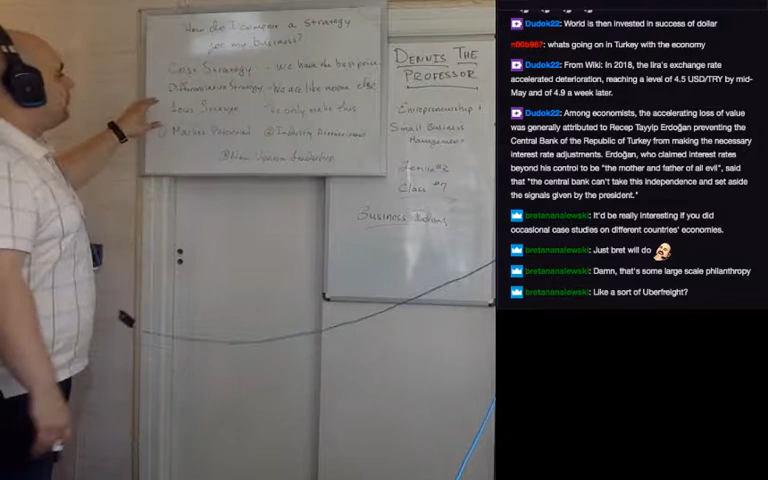 How do I compare a strategy
for my business?
Cost Strategy - We have the best price
Differentiation Strategy - We are like no one else
Focus Strategy We only make this
Market Potential @ Industry
DENNIS THE
PROFESSOR
Entrepreneurship +
Small Business
Management
Series #2
Class #7
Business
Dudok22: World is then invested in success of dollar
n00b987: whats going on in Turkey with the economy
Dudok22: From Wiki: In 2018, the lira's exchange rate
accelerated deterioration, reaching a level of 4.5 USD/TRY by mid-
May and of 4.9 a week later.
Dudok22: Among economists, the accelerating loss of value
was generally attributed to Recep Tayyip Erdoğan preventing the
Central Bank of the Republic of Turkey from making the necessary
interest rate adjustments. Erdoğan, who claimed interest rates
beyond his control to be "the mother and father of all evil", said
that "the central bank can't take this independence and set aside
the signals given by the president."
bretananalewski: It'd be really interesting if you did
occasional case studies on different countries' economies.
bretananalewski: Just bret will do
bretananalewski: Damn, that's some large scale philanthropy
bretananalewski: Like a sort of Uberfreight?